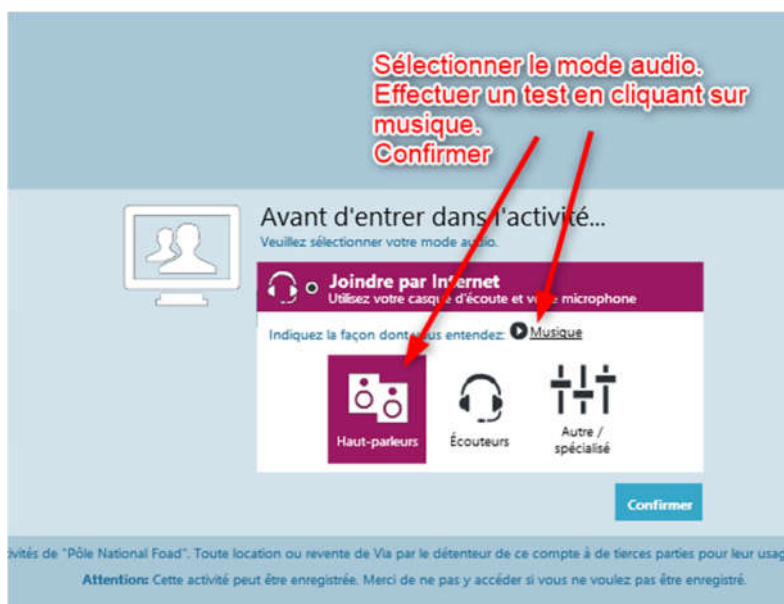 Sélectionner le mode audio.
Effectuer un test en cliquant sur
musique.
Confirmer
Avant d'entrer dans l'activité...
Veuillez sélectionner votre mode audio.
Joindre par Internet
Utilisez votre casque d'écoute et votre microphone
Indiquez la façon dont vous entendez: Musique
Haut-parleurs
Écouteurs
Autre /
spécialisé
Confirmer
de "Pôle National Foad". Toute location ou revente de Via par le détenteur de ce compte à de tierces parties pour leur
Attention: Cette activité peut être enregistrée. Merci de ne pas y accéder si vous ne voulez pas être enregistré.